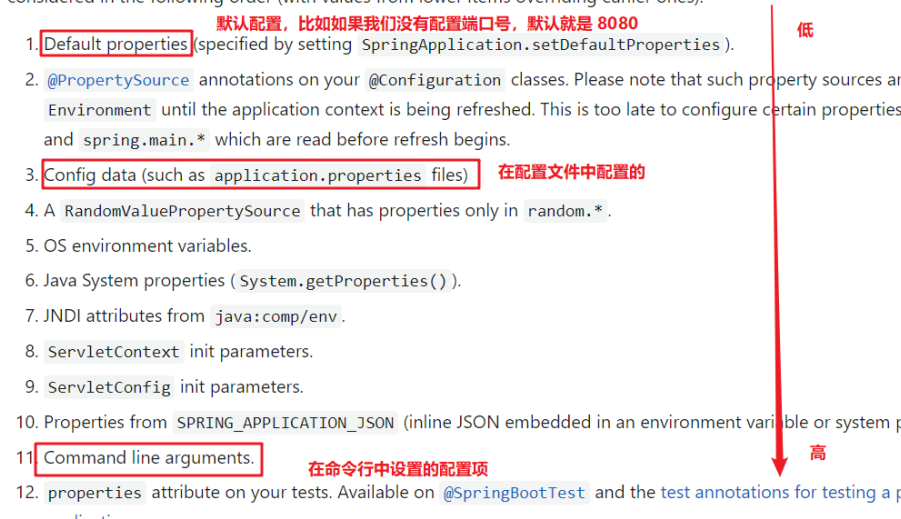 considered in the following order (with values from lower items overriding earlier ones):
默认配置，比如如果我们没有配置端口号，默认就是 8080
低
1. Default properties (specified by setting SpringApplication.setDefaultProperties ).
2. @PropertySource annotations on your @Configuration classes. Please note that such property sources ar
Environment until the application context is being refreshed. This is too late to configure certain properties
and spring.main.* which are read before refresh begins.
3. Config data (such as application.properties files) 在配置文件中配置的
4. A RandomValuePropertySource that has properties only in random.* .
5. OS environment variables.
6. Java System properties ( System.getProperties() ).
7. JNDI attributes from java:comp/env .
8. ServletContext init parameters.
9. ServletConfig init parameters.
10. Properties from SPRING_APPLICATION_JSON (inline JSON embedded in an environment variable or system p
11. Command line arguments. 在命令行中设置的配置项 高
12. properties attribute on your tests. Available on @SpringBootTest and the test annotations for testing a p